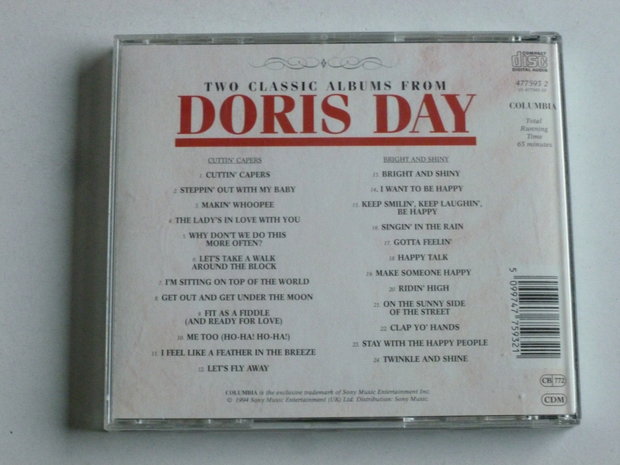 TWO CLASSIC ALBUMS FROM
DORIS DAY
CUTTIN' CAPERS
1. CUTTIN' CAPERS
2. STEPPIN' OUT WITH MY BABY
3. MAKIN' WHOOPEE
4. THE LADY'S IN LOVE WITH YOU
5. WHY DON'T WE DO THIS
MORE OFTEN?
6. LET'S TAKE A WALK
AROUND THE BLOCK
7. I'M SITTING ON TOP OF THE WORLD
8. GET OUT AND GET UNDER THE MOON
9. FIT AS A FIDDLE
(AND READY FOR LOVE)
10. ME TOO (HO-HA! HO-HA!)
11. I FEEL LIKE A FEATHER IN THE BREEZE
12. LET'S FLY AWAY
BRIGHT AND SHINY
13. BRIGHT AND SHINY
14. I WANT TO BE HAPPY
15. KEEP SMILIN', KEEP LAUGHIN',
BE HAPPY
16. SINGIN' IN THE RAIN
17. GOTTA FEELIN'
18. HAPPY TALK
19. MAKE SOMEONE HAPPY
20. RIDIN' HIGH
21. ON THE SUNNY SIDE
OF THE STREET
22. CLAP YO' HANDS
23. STAY WITH THE HAPPY PEOPLE
24. TWINKLE AND SHINE
COMPACT
disc
DIGITAL AUDIO
477593 2
COLUMBIA
Total
Running
Time
65 minutes
5 099747 759321
CB 772
CDM
COLUMBIA is the exclusive trademark of Sony Music Entertainment Inc.
© 1994 Sony Music Entertainment (UK) Ltd. Distribution: Sony Music